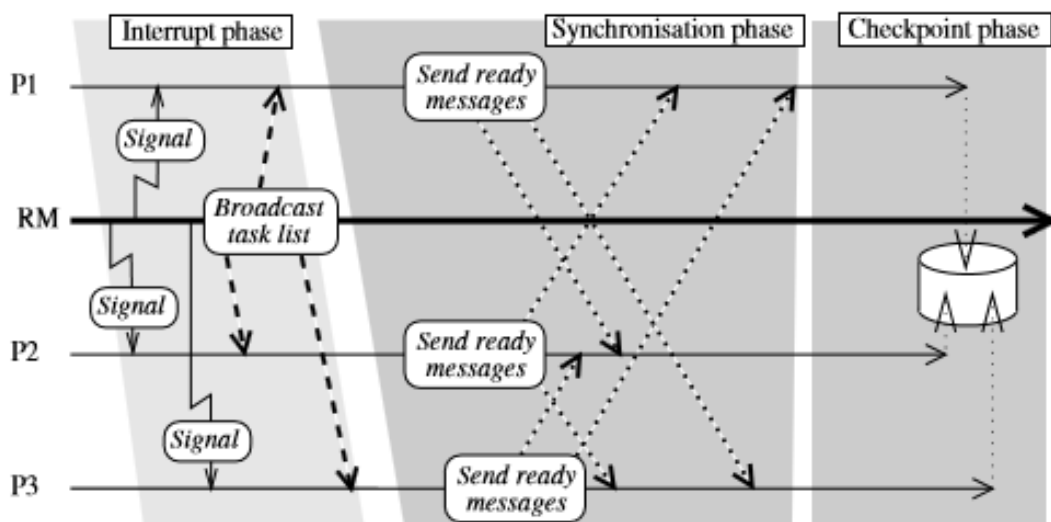 Interrupt phase
Synchronisation phase
Checkpoint phase
P1
Send ready
messages
Signal
RM
Broadcast
task list
Signal
P2
Send ready
messages
Signal
P3
Send ready
messages